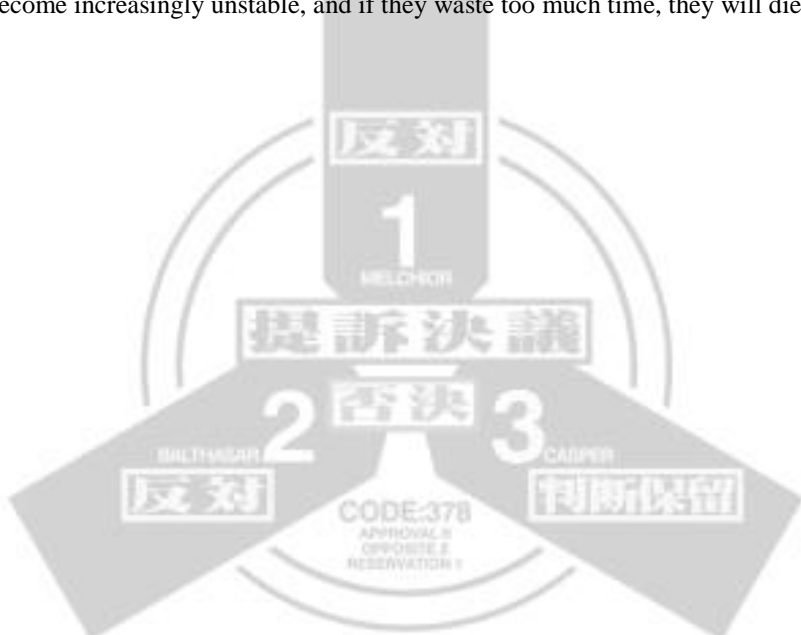 ecome increasingly unstable, and if they waste too much time, they will die
反対
1
MELCHIOR
提訴決議
否決
2
3
BALTHASAR
CASPER
反対
判断保留
CODE:378
APPROVAL 0
OPPOSITE 2
RESERVATION 1